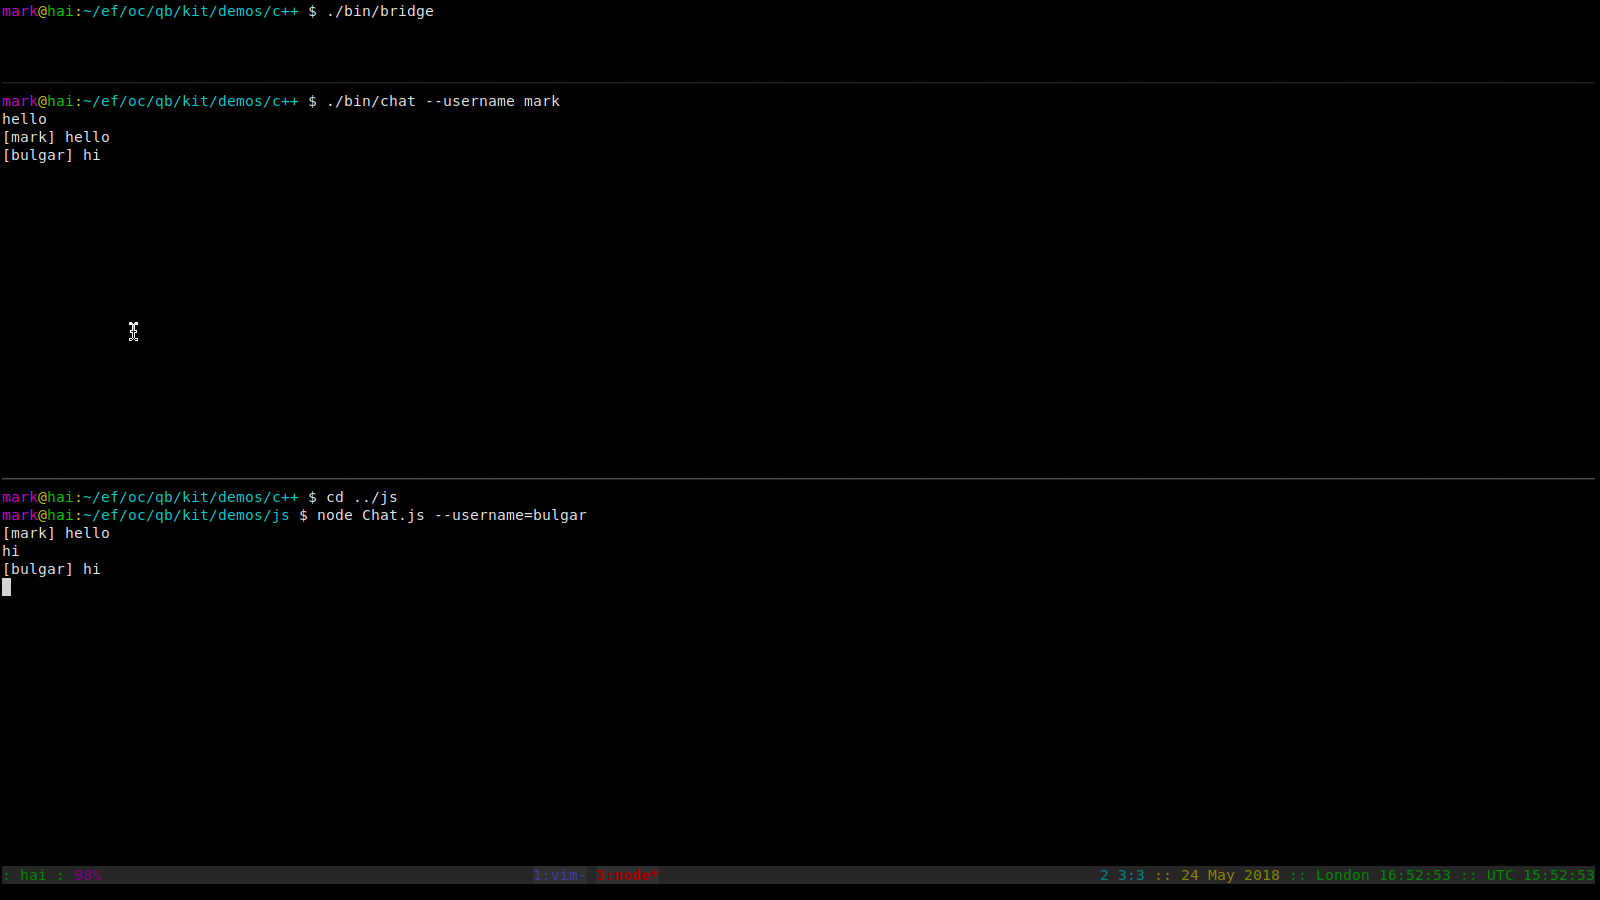 mark@hai:~/ef/oc/qb/kit/demos/c++ $ ./bin/bridge
mark@hai:~/ef/oc/qb/kit/demos/c++ $ ./bin/chat --username mark
hello
[mark] hello
[bulgar] hi
mark@hai:~/ef/oc/qb/kit/demos/c++ $ cd ../js
mark@hai:~/ef/oc/qb/kit/demos/js $ node Chat.js --username=bulgar
[mark] hello
hi
[bulgar] hi
: hai : 98% 1:vim- 3:node* 2 3:3 :: 24 May 2018 :: London 16:52:53 :: UTC 15:52:53